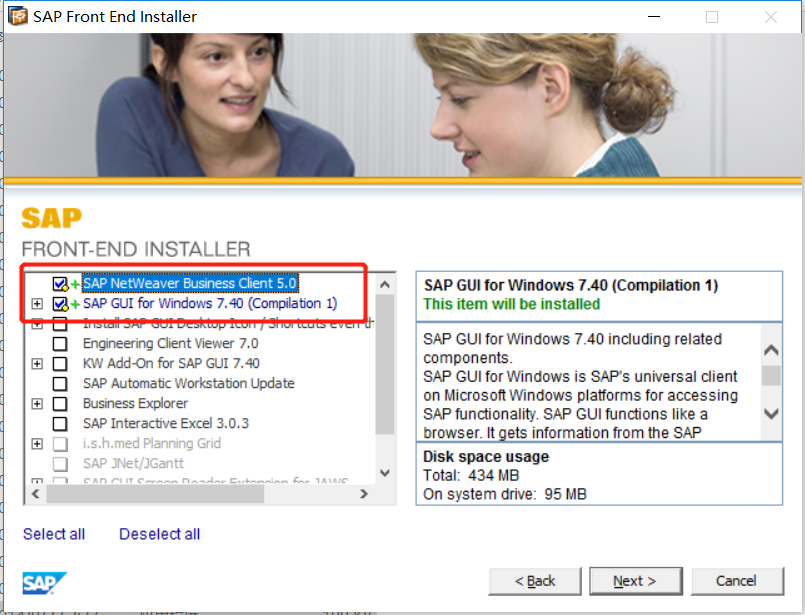 SAP Front End Installer
SAP
FRONT-END INSTALLER
SAP NetWeaver Business Client 5.0
SAP GUI for Windows 7.40 (Compilation 1)
Install SAP GUI Desktop Icon / Shortcuts even th
Engineering Client Viewer 7.0
KW Add-On for SAP GUI 7.40
SAP Automatic Workstation Update
Business Explorer
SAP Interactive Excel 3.0.3
i.s.h.med Planning Grid
SAP JNet/JGantt
SAP GUI Screen Reader Extension for JAWS
SAP GUI for Windows 7.40 (Compilation 1)
This item will be installed
SAP GUI for Windows 7.40 including related
components.
SAP GUI for Windows is SAP's universal client
on Microsoft Windows platforms for accessing
SAP functionality. SAP GUI functions like a
browser. It gets information from the SAP
Disk space usage
Total: 434 MB
On system drive: 95 MB
Select all
Deselect all
SAP
< Back
Next >
Cancel